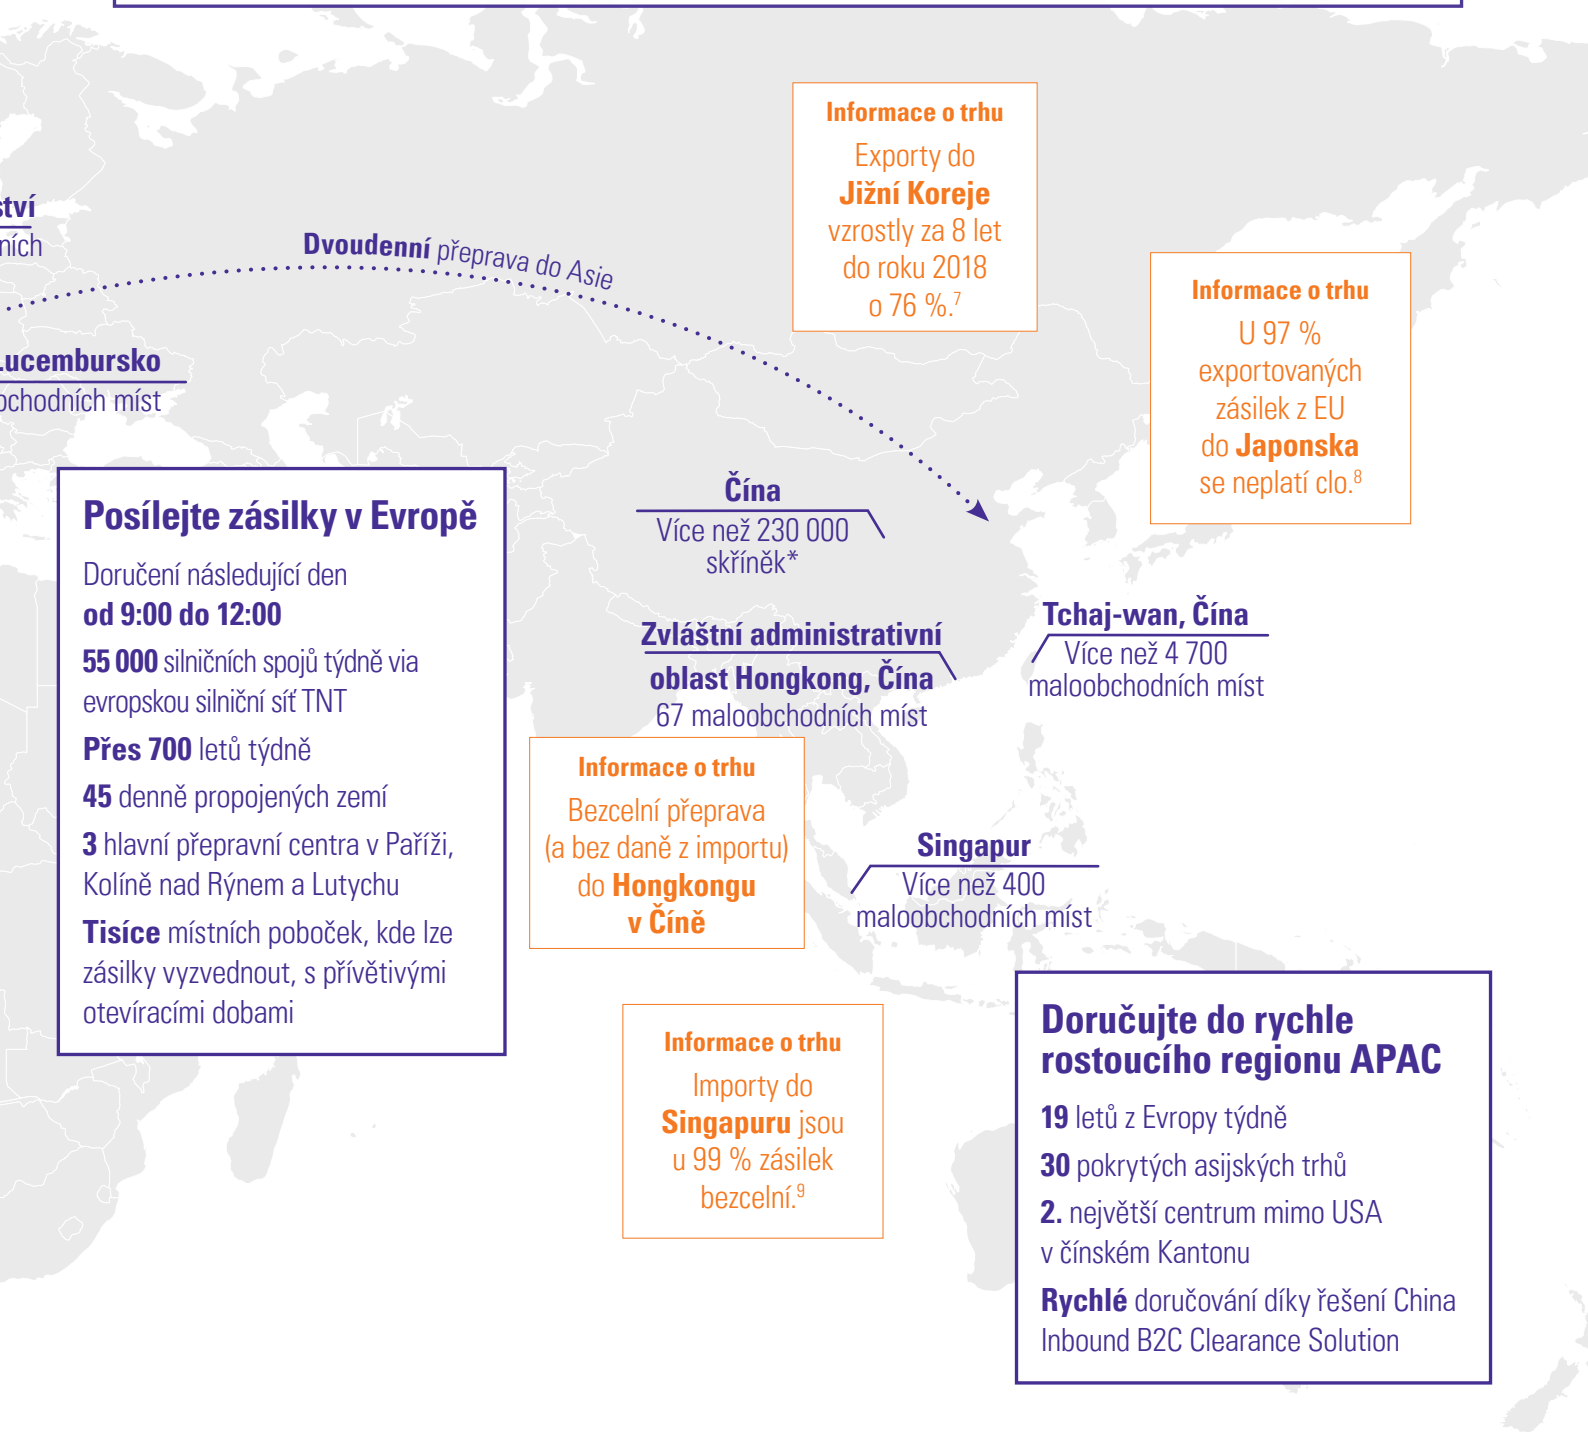 Informace o trhu
Exporty do
Jižní Koreje
vzrostly za 8 let
do roku 2018
o 76 %.7
ství
ních
Dvoudenní přeprava do Asie
Informace o trhu
U 97 %
exportovaných
zásilek z EU
do Japonska
se neplatí clo.8
ucembursko
bchodních míst
Čína
Více než 230 000
skříněk*
Posílejte zásilky v Evropě
Doručení následující den
od 9:00 do 12:00
55 000 silničních spojů týdně via
evropskou silniční síť TNT
Přes 700 letů týdně
45 denně propojených zemí
3 hlavní přepravní centra v Paříži,
Kolíně nad Rýnem a Lutychu
Tisíce místních poboček, kde lze
zásilky vyzvednout, s přívětivými
otevíracími dobami
Zvláštní administrativní
oblast Hongkong, Čína
67 maloobchodních míst
Tchaj-wan, Čína
Více než 4 700
maloobchodních míst
Informace o trhu
Bezcelní přeprava
(a bez daně z importu)
do Hongkongu
v Číně
Singapur
Více než 400
maloobchodních míst
Informace o trhu
Importy do
Singapuru jsou
u 99 % zásilek
bezcelní.9
Doručujte do rychle
rostoucího regionu APAC
19 letů z Evropy týdně
30 pokrytých asijských trhů
2. největší centrum mimo USA
v čínském Kantonu
Rychlé doručování díky řešení China
Inbound B2C Clearance Solution